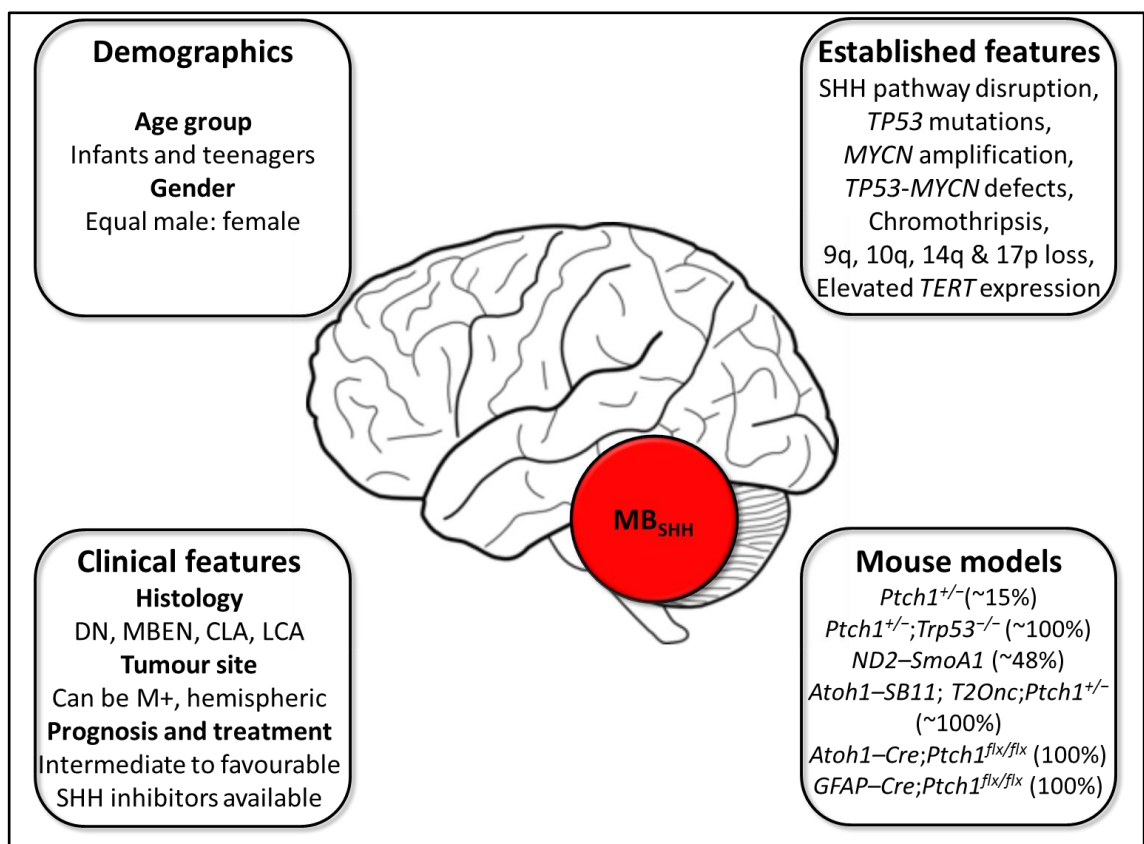 Demographics
Age group
Infants and teenagers
Gender
Equal male: female
Established features
SHH pathway disruption,
TP53 mutations,
MYCN amplification,
TP53-MYCN defects,
Chromothripsis,
9q, 10q, 14q & 17p loss,
Elevated TERT expression
MB_SHH
Clinical features
Histology
DN, MBEN, CLA, LCA
Tumour site
Can be M+, hemispheric
Prognosis and treatment
Intermediate to favourable
SHH inhibitors available
Mouse models
Ptch1⁺/⁻(~15%)
Ptch1⁺/⁻;Trp53⁻/⁻ (~100%)
ND2–SmoA1 (~48%)
Atoh1–SB11; T2Onc;Ptch1⁺/⁻
(~100%)
Atoh1–Cre;Ptch1flx/flx (100%)
GFAP–Cre;Ptch1flx/flx (100%)